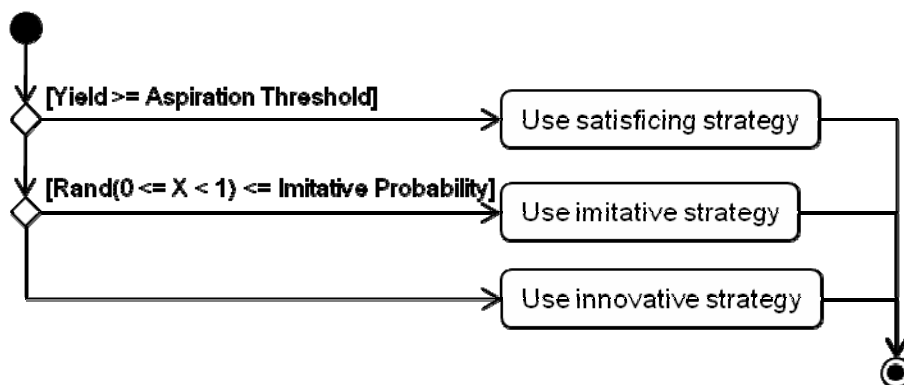 [Yield >= Aspiration Threshold]
Use satisficing strategy
[Rand(0 <= X < 1) <= Imitative Probability]
Use imitative strategy
Use innovative strategy